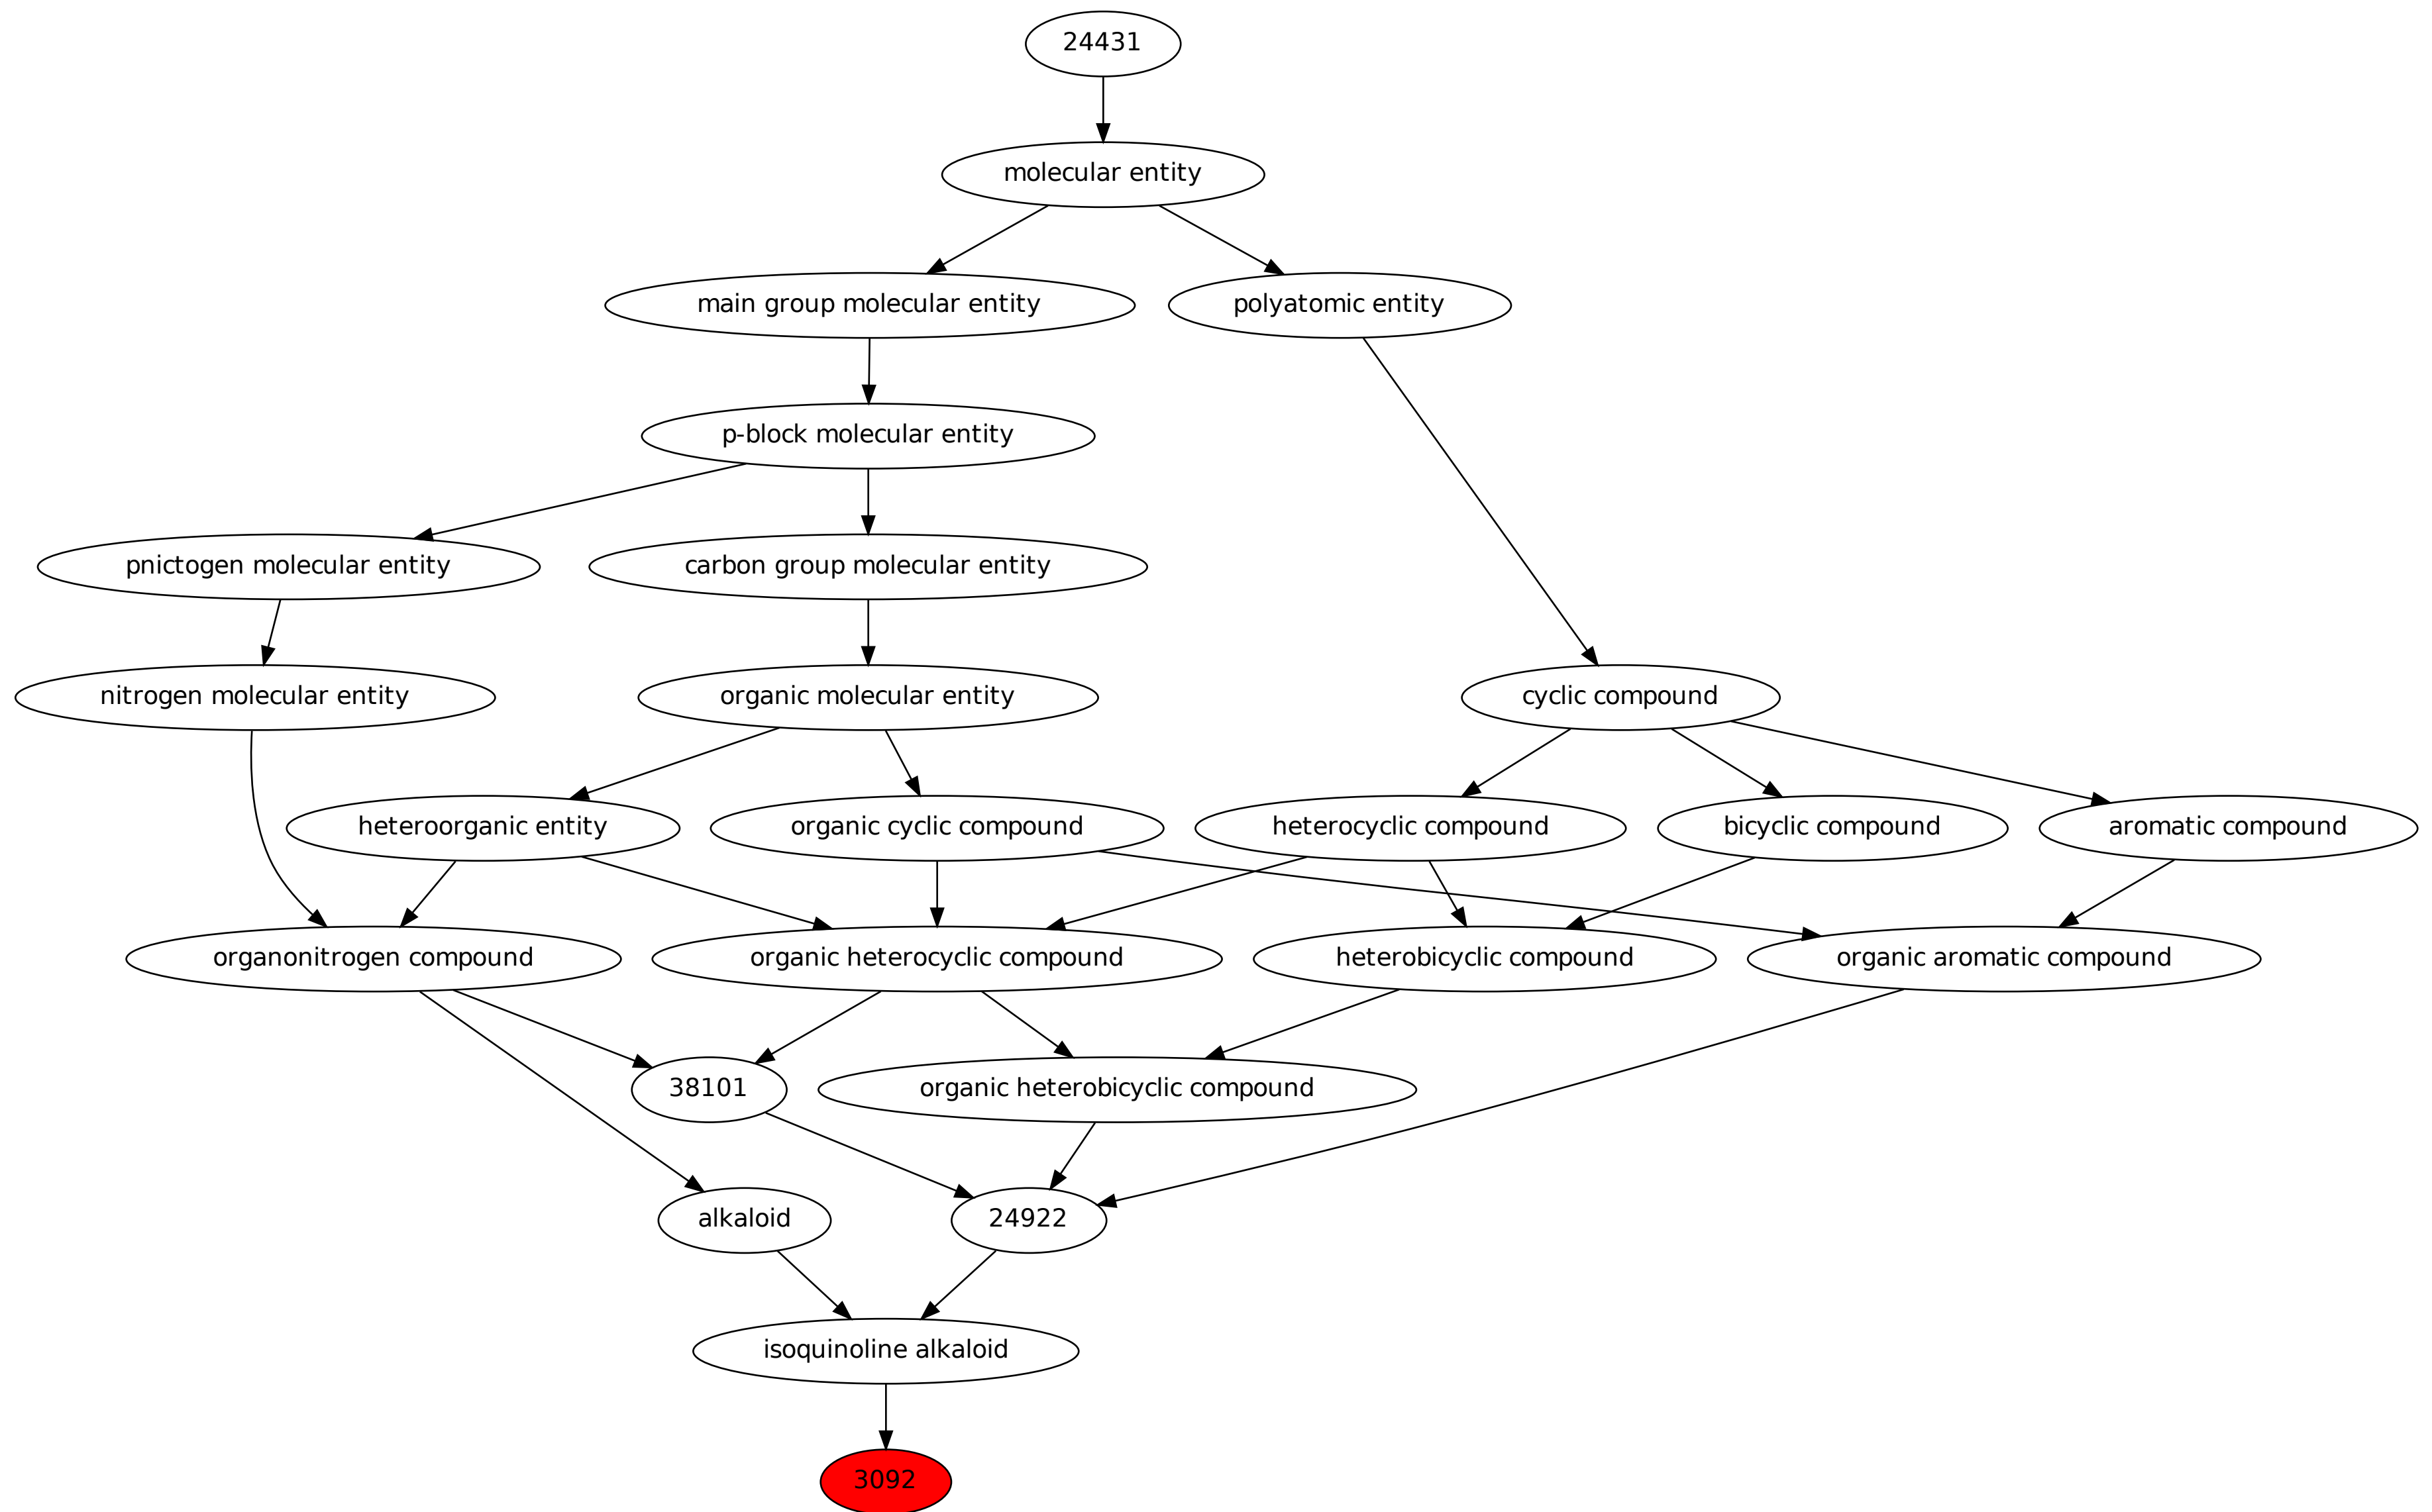 24431
molecular entity
main group molecular entity
polyatomic entity
p-block molecular entity
pnictogen molecular entity
carbon group molecular entity
nitrogen molecular entity
organic molecular entity
cyclic compound
heteroorganic entity
organic cyclic compound
heterocyclic compound
bicyclic compound
aromatic compound
organonitrogen compound
organic heterocyclic compound
heterobicyclic compound
organic aromatic compound
38101
organic heterobicyclic compound
alkaloid
24922
isoquinoline alkaloid
3092